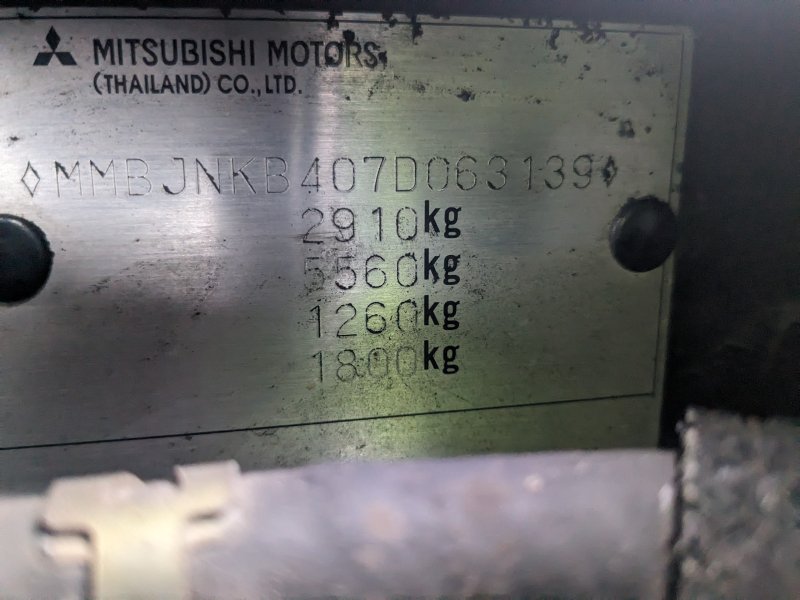 MITSUBISHI MOTORS
(THAILAND) CO., LTD.
◊MMBJNKB407D063139◊
2910kg
5560kg
1260kg
1800kg